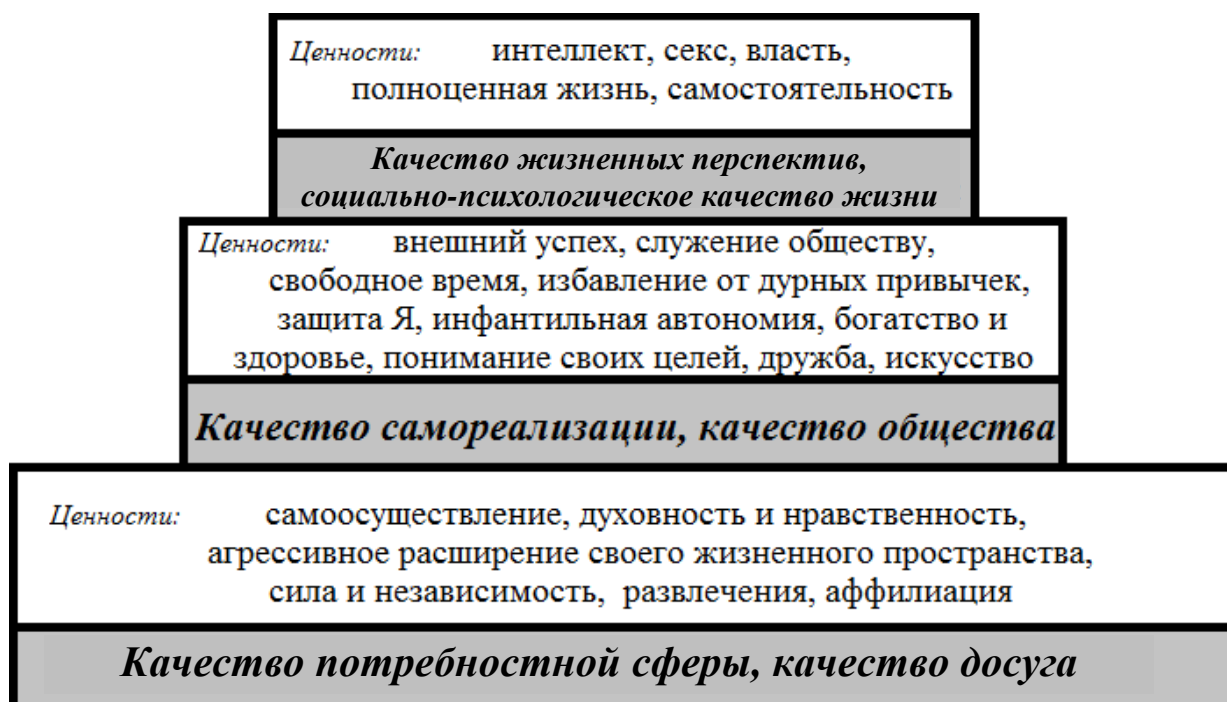 Ценности: интеллект, секс, власть,
полноценная жизнь, самостоятельность
Качество жизненных перспектив,
социально-психологическое качество жизни
Ценности: внешний успех, служение обществу,
свободное время, избавление от дурных привычек,
защита Я, инфантильная автономия, богатство и
здоровье, понимание своих целей, дружба, искусство
Качество самореализации, качество общества
Ценности: самоосуществление, духовность и нравственность,
агрессивное расширение своего жизненного пространства,
сила и независимость, развлечения, аффилиация
Качество потребностной сферы, качество досуга